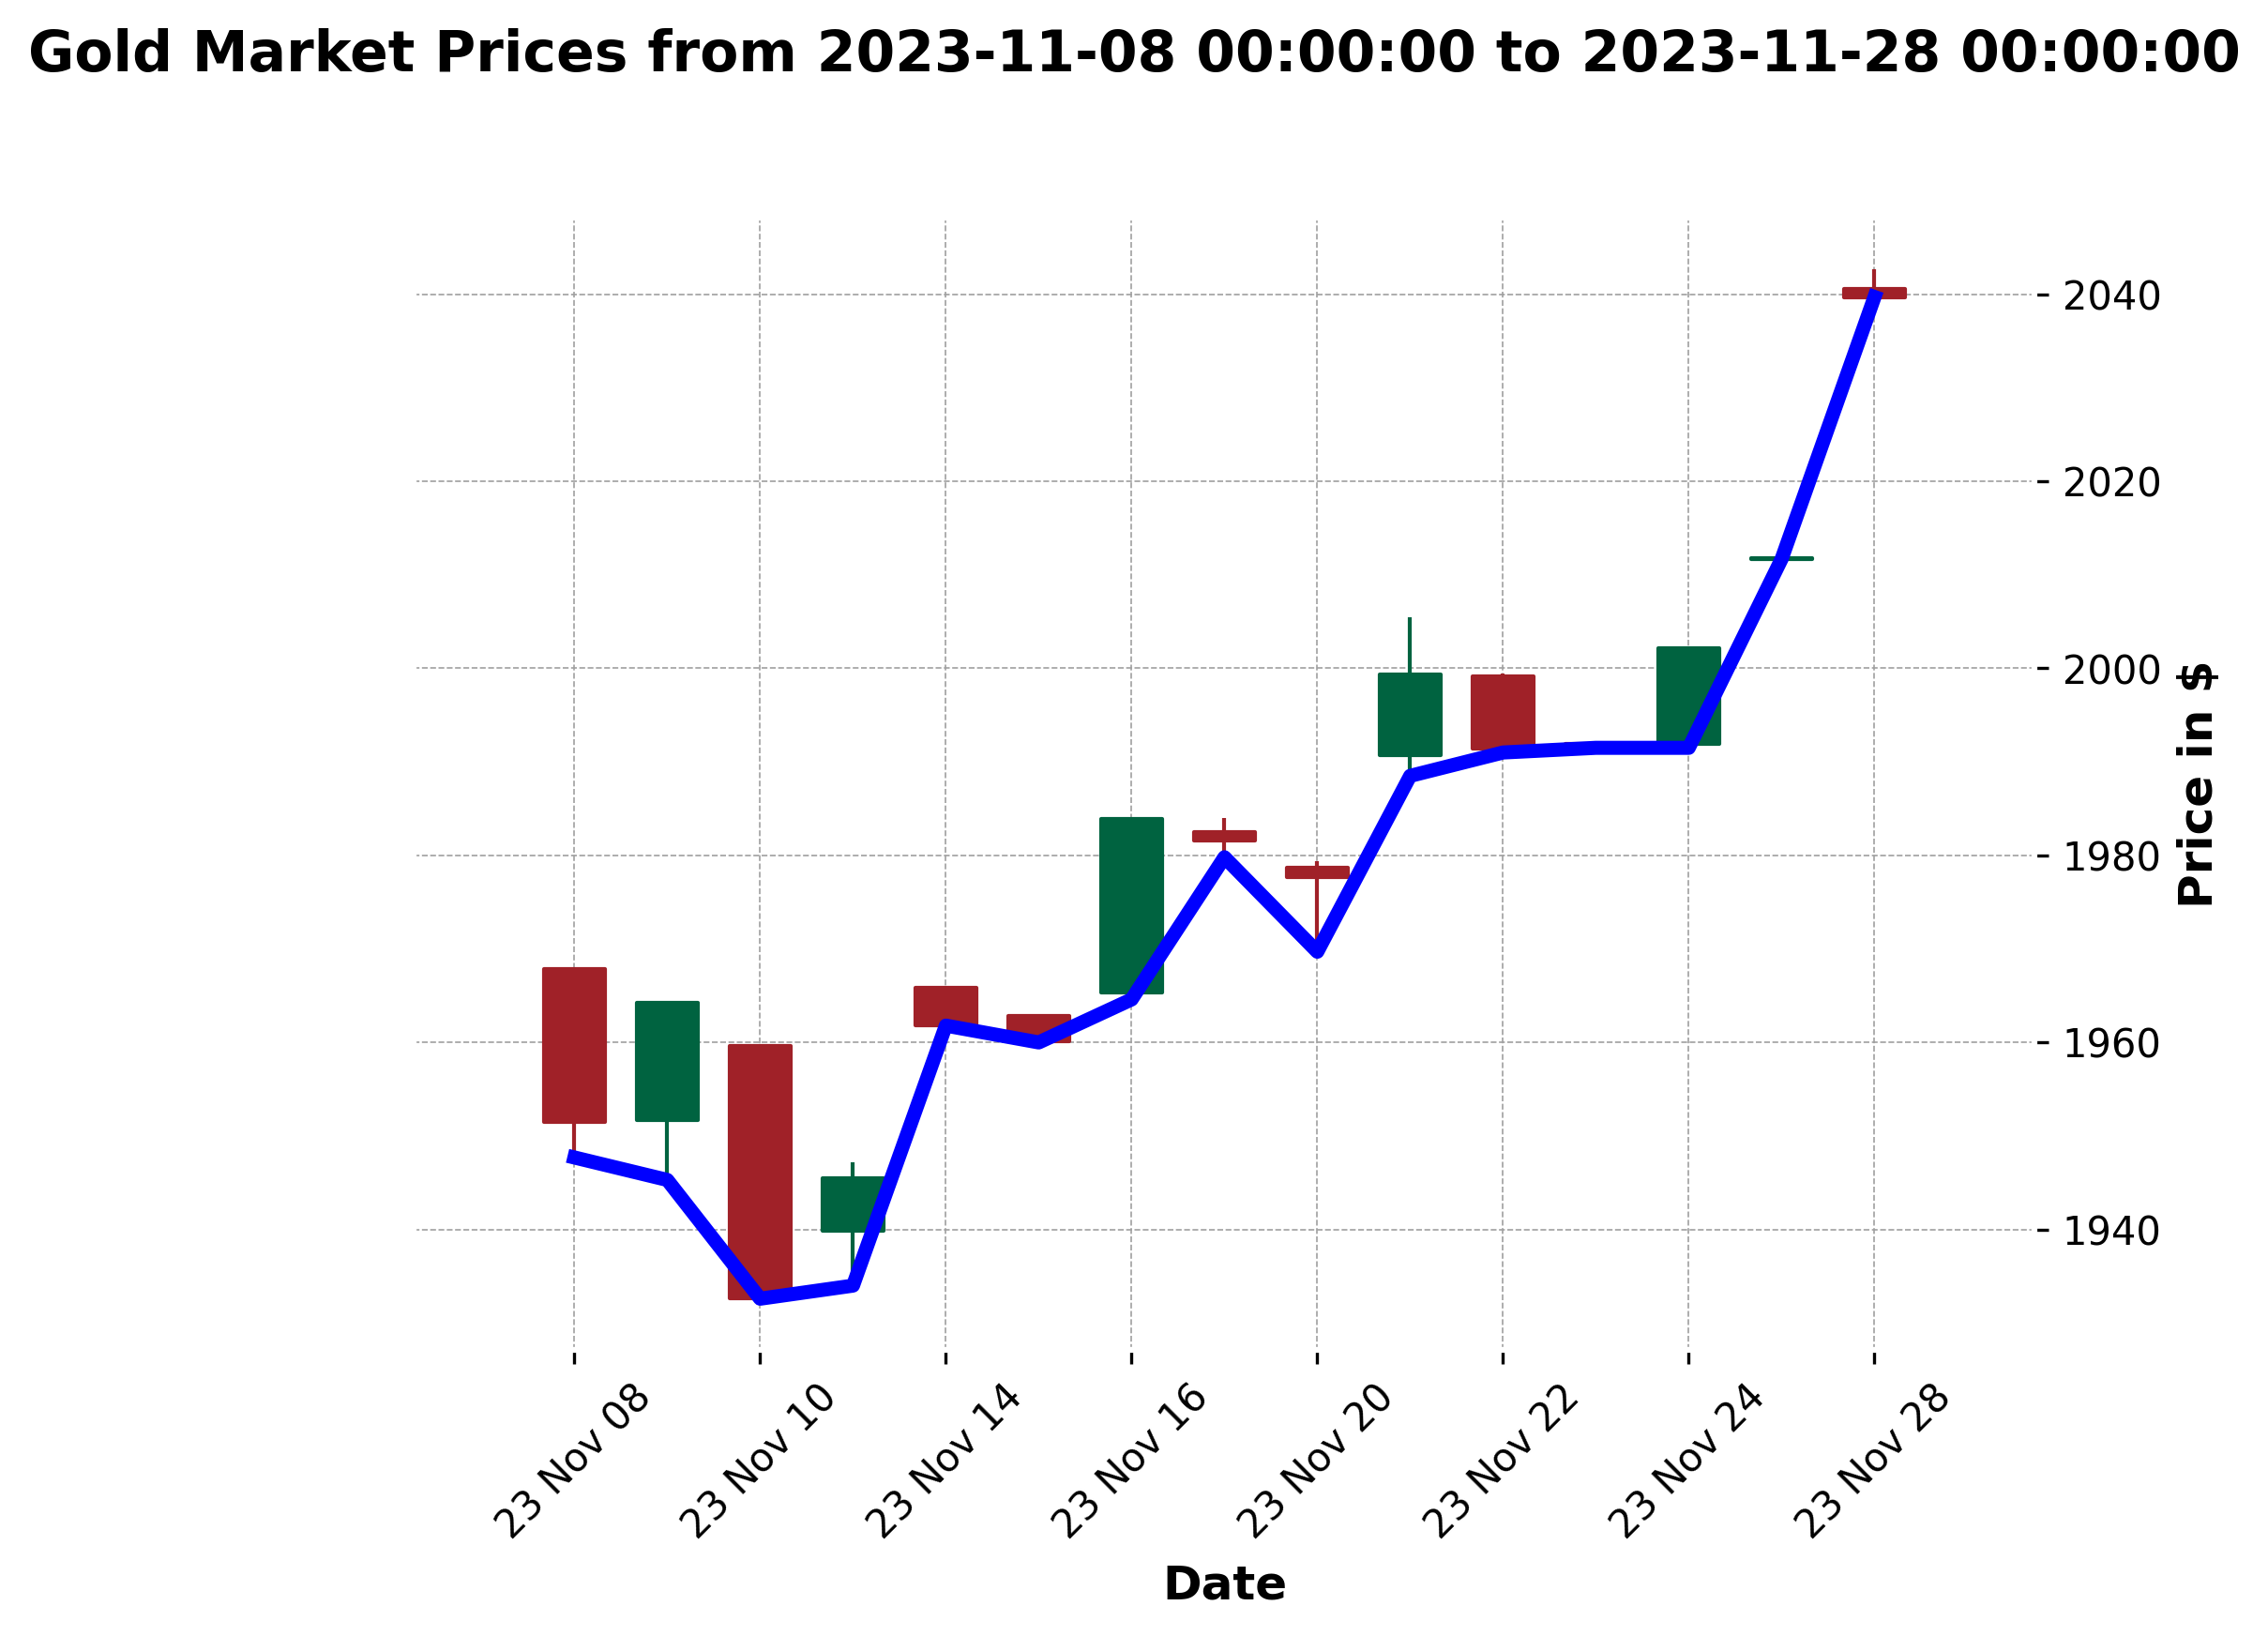 Gold Market Prices from 2023-11-08 00:00:00 to 2023-11-28 00:00:00
2040
2020
2000
1980
1960
1940
Price in $
23 Nov 08
23 Nov 10
23 Nov 14
23 Nov 16
23 Nov 20
23 Nov 22
23 Nov 24
23 Nov 28
Date